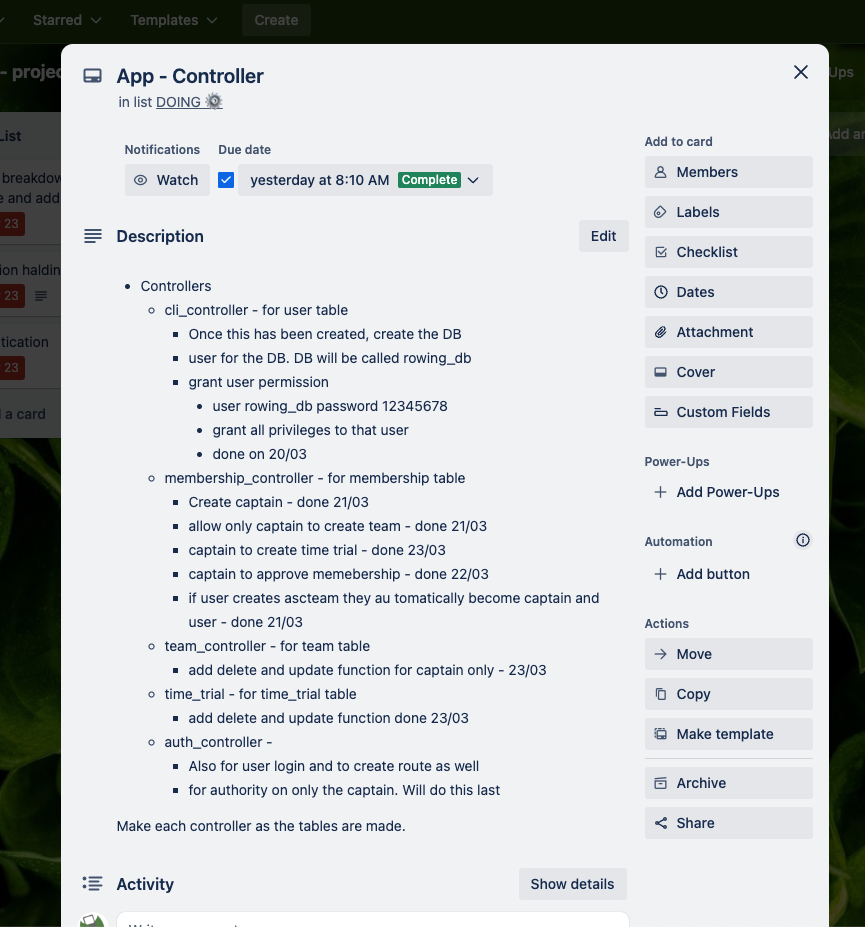 Starred
Templates
Create
- projec
Ups
App - Controller
in list DOING
List
Add an
Notifications
Due date
Add to card
Watch
yesterday at 8:10 AM
Complete
Members
breakdow
e and add
23
Labels
Description
Edit
Checklist
ion haldin
23
Dates
Controllers
cli_controller - for user table
Once this has been created, create the DB
user for the DB. DB will be called rowing_db
grant user permission
user rowing_db password 12345678
grant all privileges to that user
done on 20/03
membership_controller - for membership table
Create captain - done 21/03
allow only captain to create team - done 21/03
captain to create time trial - done 23/03
captain to approve memebership - done 22/03
if user creates ascteam they au tomatically become captain and
user - done 21/03
team_controller - for team table
add delete and update function for captain only - 23/03
time_trial - for time_trial table
add delete and update function done 23/03
auth_controller -
Also for user login and to create route as well
for authority on only the captain. Will do this last
Make each controller as the tables are made.
tication
23
d a card
Attachment
Cover
Custom Fields
Power-Ups
Add Power-Ups
Automation
Add button
Actions
Move
Copy
Make template
Archive
Share
Activity
Show details